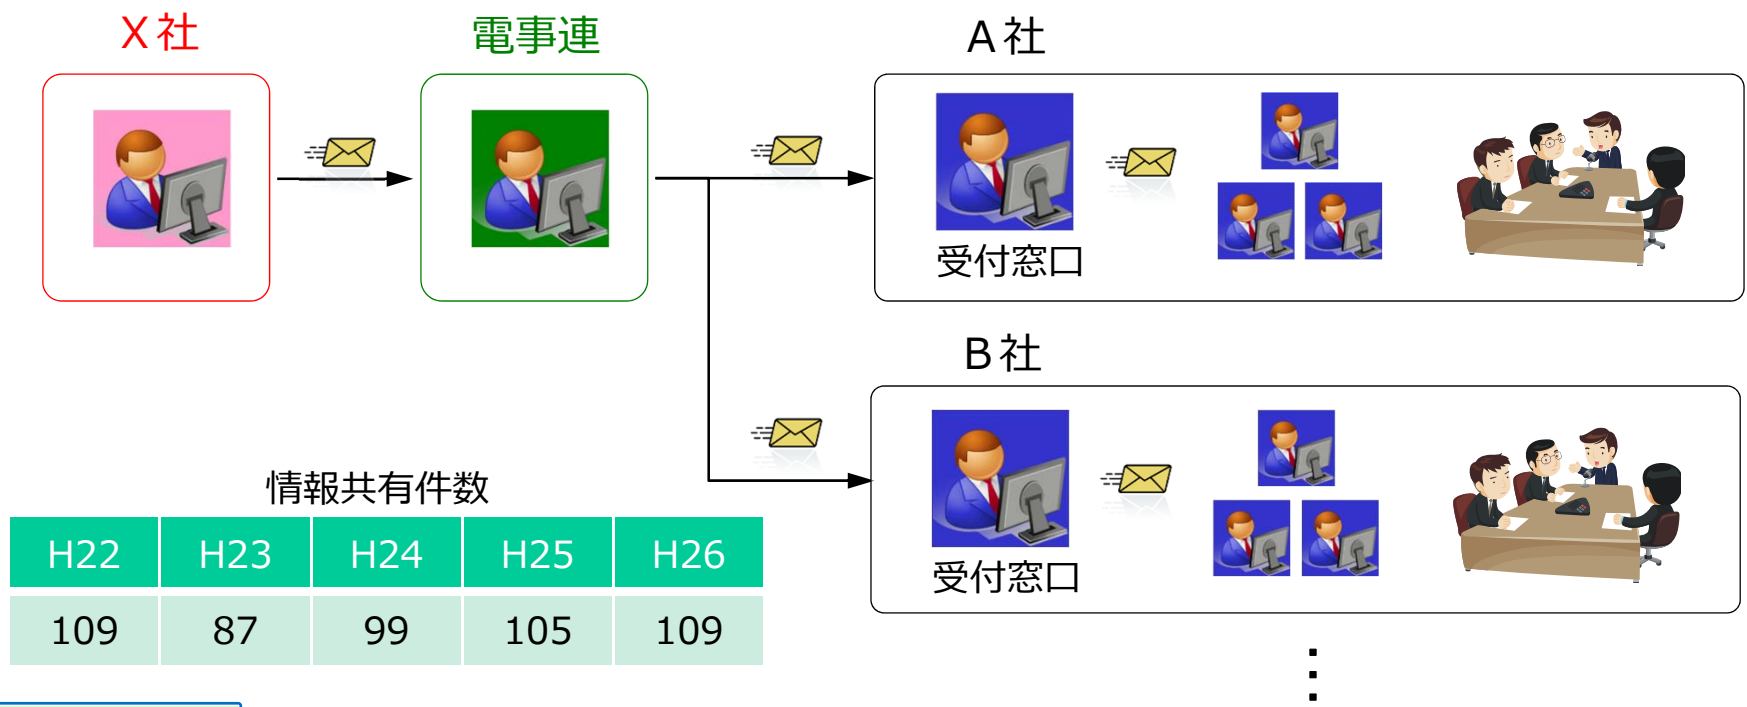 X社
電事連
A社
受付窓口
B社
受付窓口
⋮
情報共有件数
H22 H23 H24 H25 H26
109 87 99 105 109